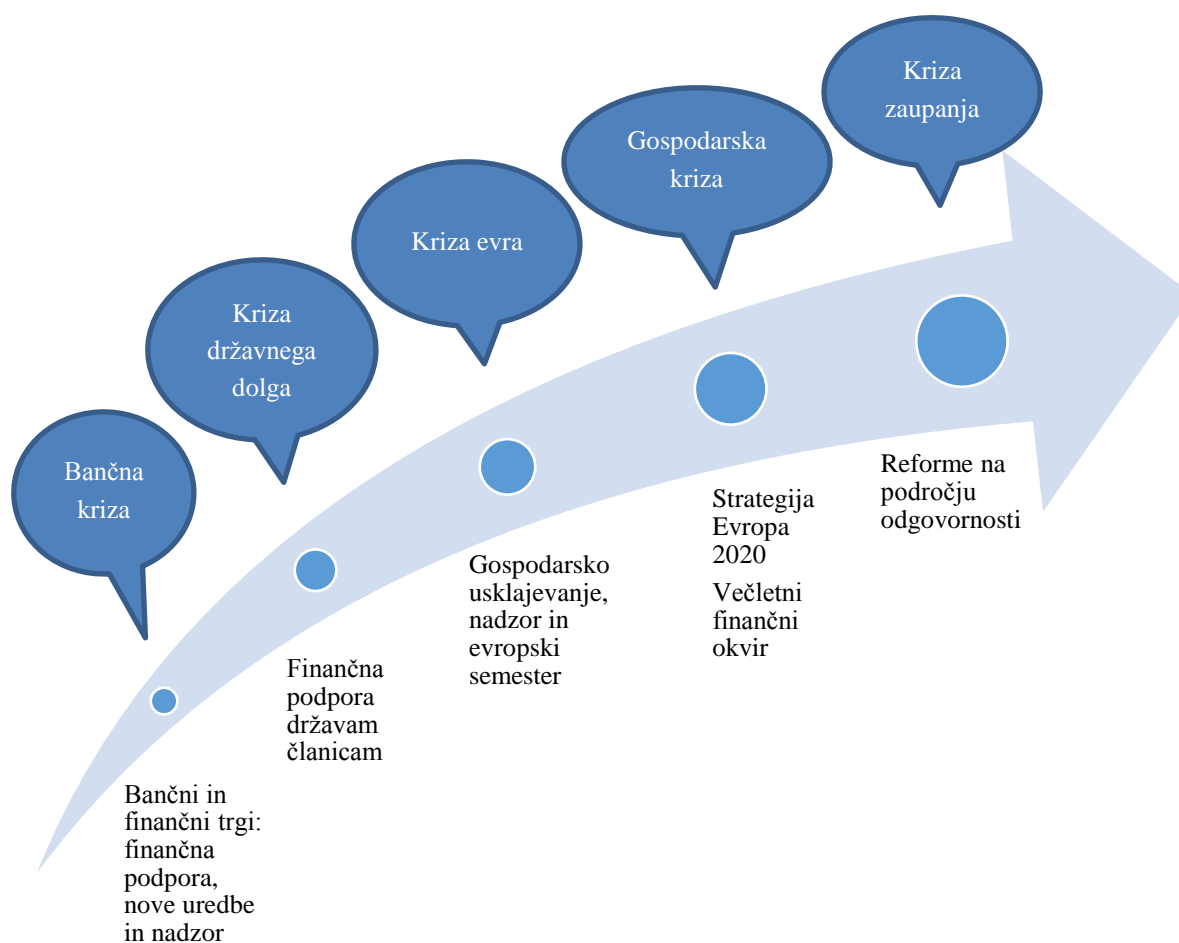 Kriza
zaupanja
Gospodarska
kriza
Kriza evra
Kriza
državnega
dolga
Bančna
kriza
Reforme na
področju
odgovornosti
Strategija
Evropa
2020
Večletni
finančni
okvir
Gospodarsko
usklajevanje,
nadzor in
evropski
semester
Finančna
podpora
državam
članicam
Bančni in
finančni trgi:
finančna
podpora,
nove uredbe
in nadzor